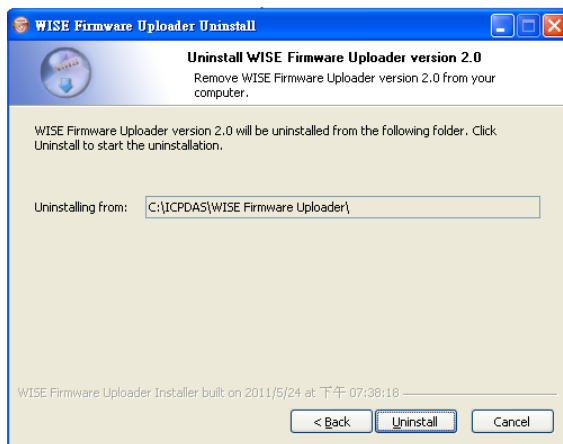 WISE Firmware Uploader Uninstall
Uninstall WISE Firmware Uploader version 2.0
Remove WISE Firmware Uploader version 2.0 from your
computer.
WISE Firmware Uploader version 2.0 will be uninstalled from the following folder. Click
Uninstall to start the uninstallation.
Uninstalling from: C:\ICPDAS\WISE Firmware Uploader\
WISE Firmware Uploader Installer built on 2011/5/24 at 下午 07:38:18
< Back Uninstall Cancel